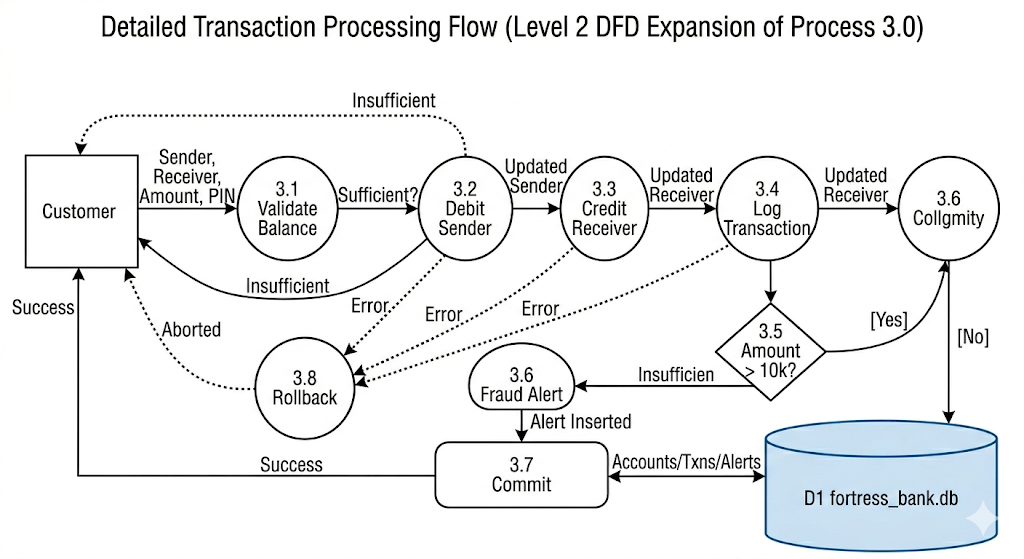 Detailed Transaction Processing Flow (Level 2 DFD Expansion of Process 3.0)
Insufficient
Customer
Sender,
Receiver,
Amount, PIN
3.1
Validate
Balance
Sufficient?
3.2
Debit
Sender
Updated
Sender
3.3
Credit
Receiver
Updated
Receiver
3.4
Log
Transaction
Updated
Receiver
3.6
Collgmity
Insufficient
Success
Aborted
Error
Error
Error
3.5
Amount
> 10k?
[Yes]
[No]
3.8
Rollback
3.6
Fraud Alert
Insufficien
Alert Inserted
3.7
Commit
Success
Accounts/Txns/Alerts
D1 fortress_bank.db